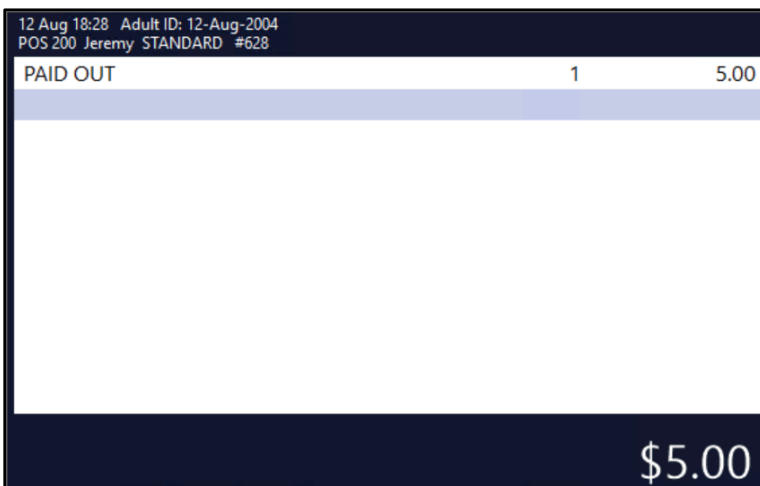 12 Aug 18:28 Adult ID: 12-Aug-2004
POS 200 Jeremy STANDARD #628
PAID OUT 1 5.00
$5.00